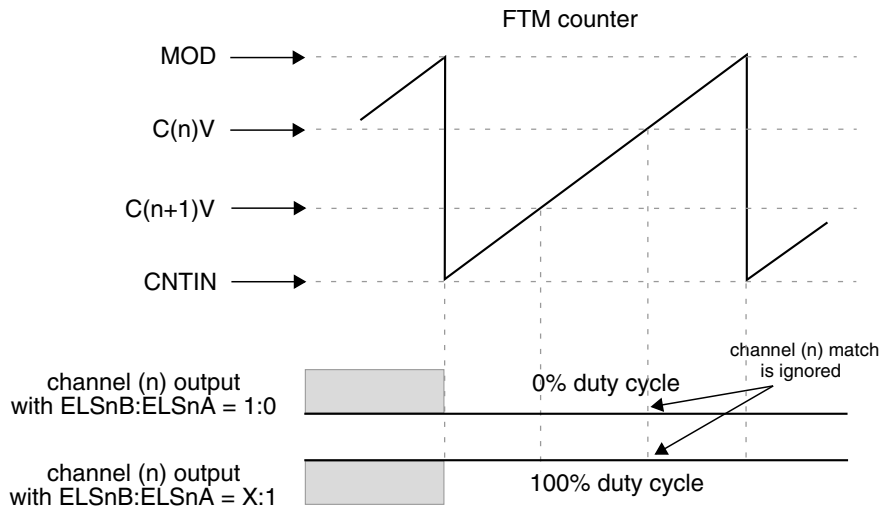 FTM counter
MOD
C(n)V
C(n+1)V
CNTIN
channel (n) match
is ignored
channel (n) output
with ELSnB:ELSnA = 1:0
0% duty cycle
channel (n) output
with ELSnB:ELSnA = X:1
100% duty cycle